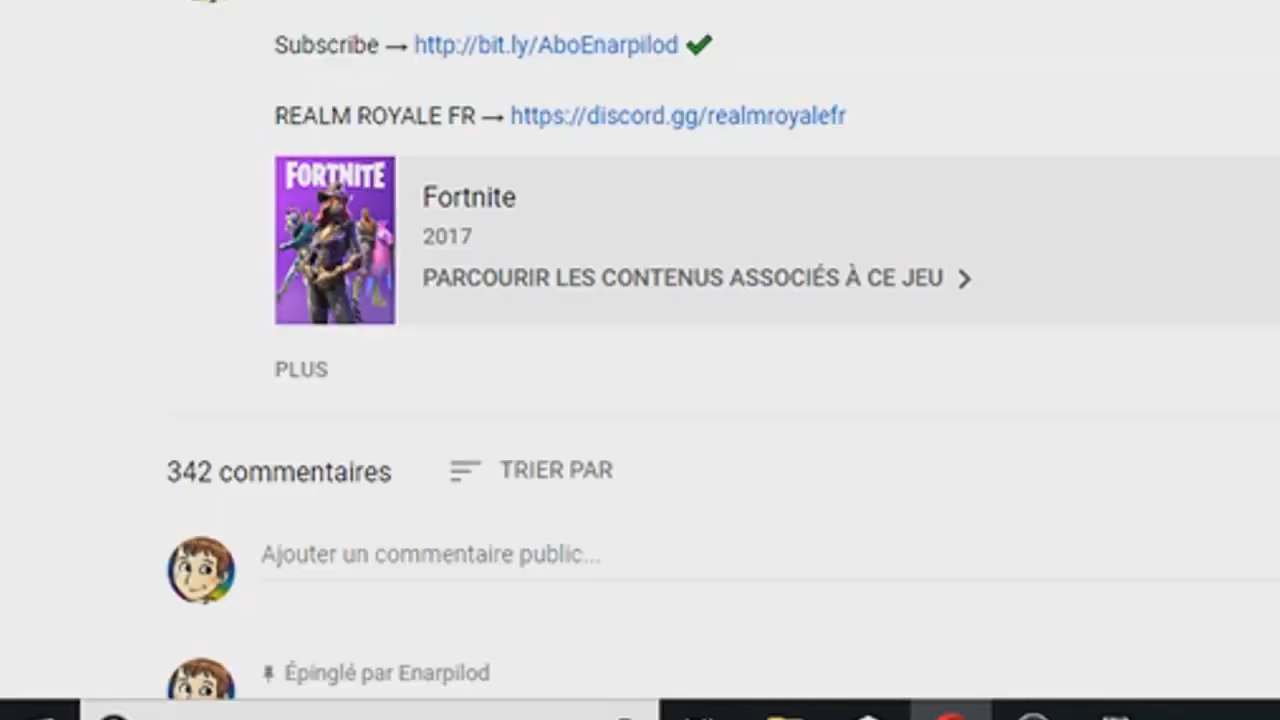 Subscribe → http://bit.ly/AboEnarpilod ✔
REALM ROYALE FR → https://discord.gg/realmroyalefr
FORTNITE
Fortnite
2017
PARCOURIR LES CONTENUS ASSOCIÉS À CE JEU >
PLUS
342 commentaires
TRIER PAR
Ajouter un commentaire public...
Épinglé par Enarpilod